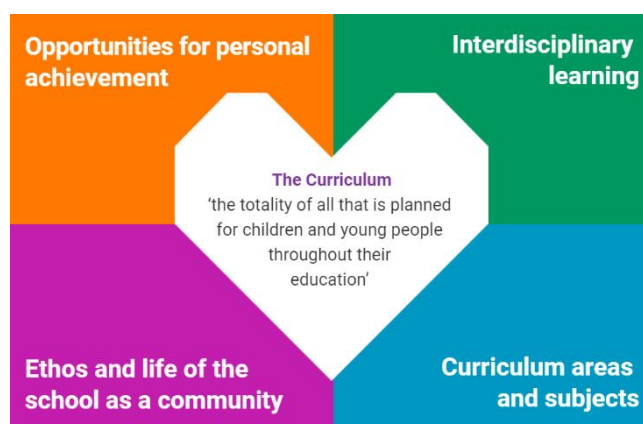 Opportunities for personal
achievement
Interdisciplinary
learning
The Curriculum
‘the totality of all that is planned
for children and young people
throughout their
education’
Ethos and life of the
school as a community
Curriculum areas
and subjects